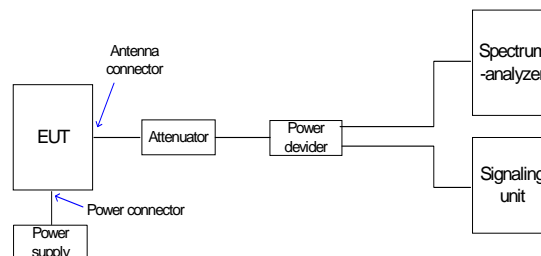 Antenna
connector
EUT
Attenuator
Power
devider
Spectrum
-analyzer
Signaling
unit
Power connector
Power
supply